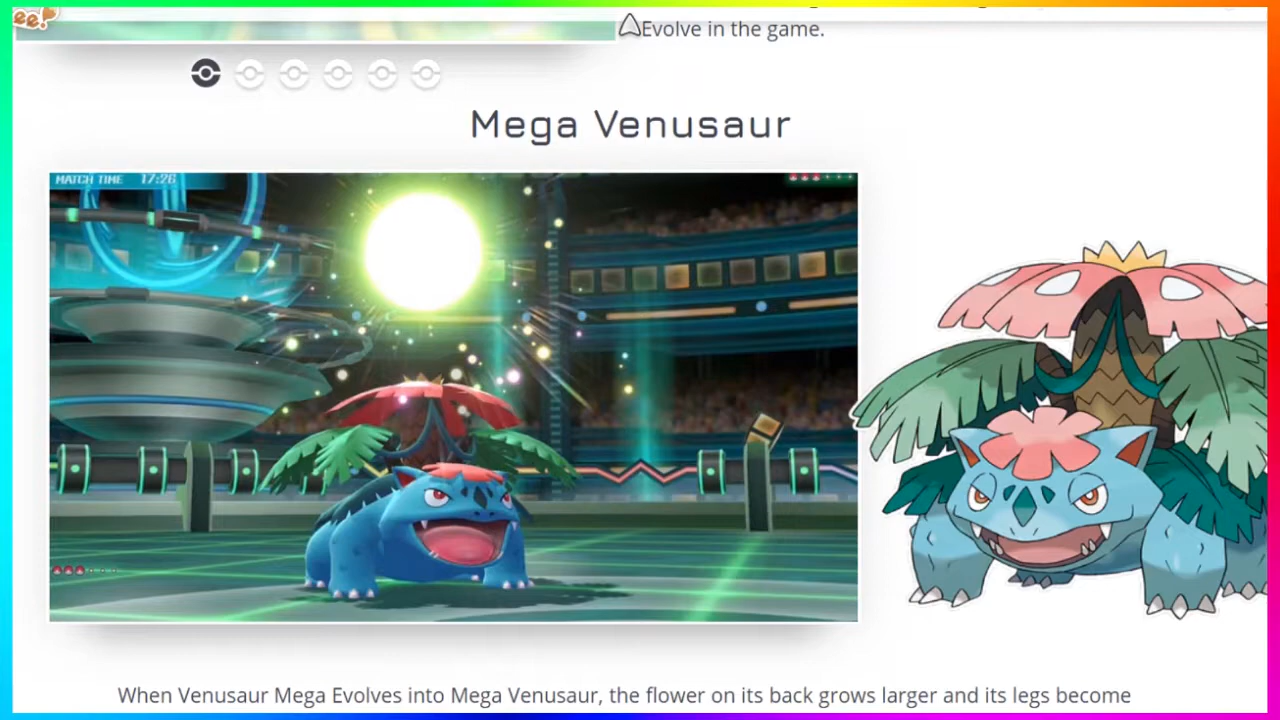 ee!
Evolve in the game.
Mega Venusaur
MATCH TIME 17:26
When Venusaur Mega Evolves into Mega Venusaur, the flower on its back grows larger and its legs become